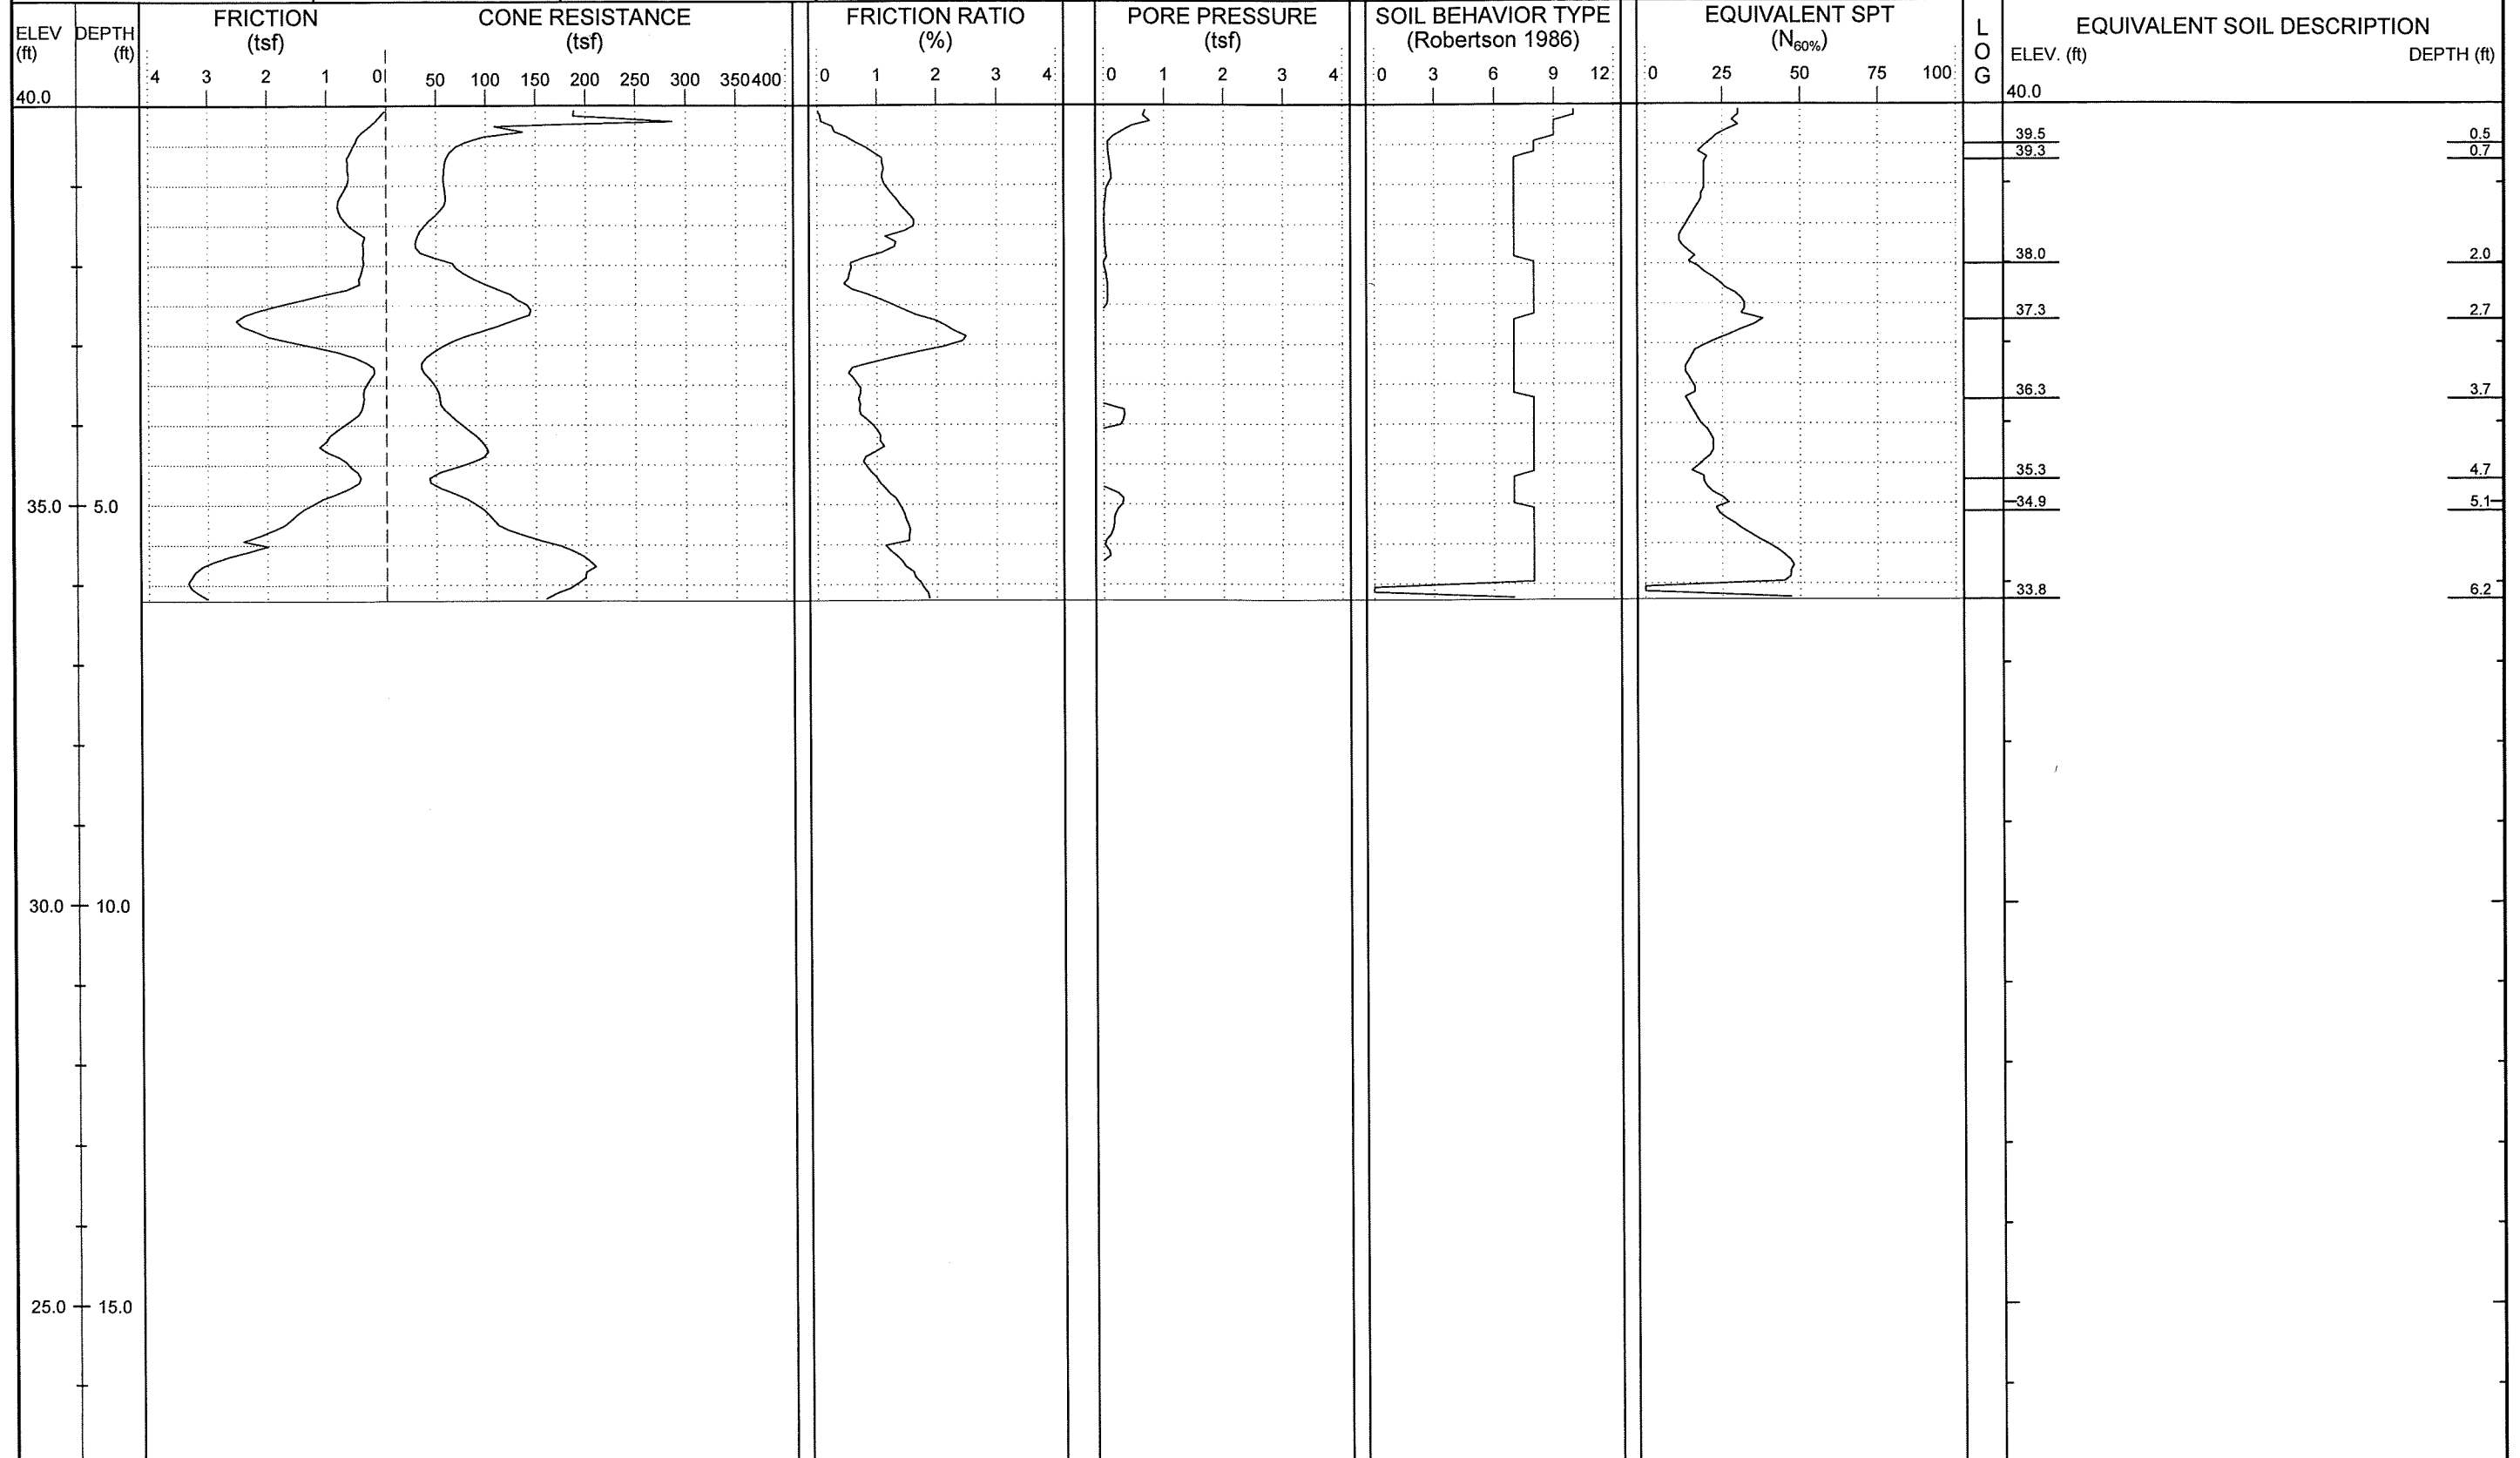 FRICTION CONE RESISTANCE FRICTION RATIO PORE PRESSURE SOIL BEHAVIOR TYPE EQUIVALENT SPT L EQUIVALENT SOIL DESCRIPTION
ELEV DEPTH (tsf) (tsf) (%) (tsf) (Robertson 1986) (N60%) O
(ft) (ft) G ELEV. (ft) DEPTH (ft)
4 3 2 1 0 50 100 150 200 250 300 350 400 0 1 2 3 4 0 1 2 3 4 0 3 6 9 12 0 25 50 75 100
40.0 40.0
39.5 0.5
39.3 0.7
38.0 2.0
37.3 2.7
36.3 3.7
35.3 4.7
35.0 5.0 34.9 5.1
33.8 6.2
30.0 10.0
25.0 15.0